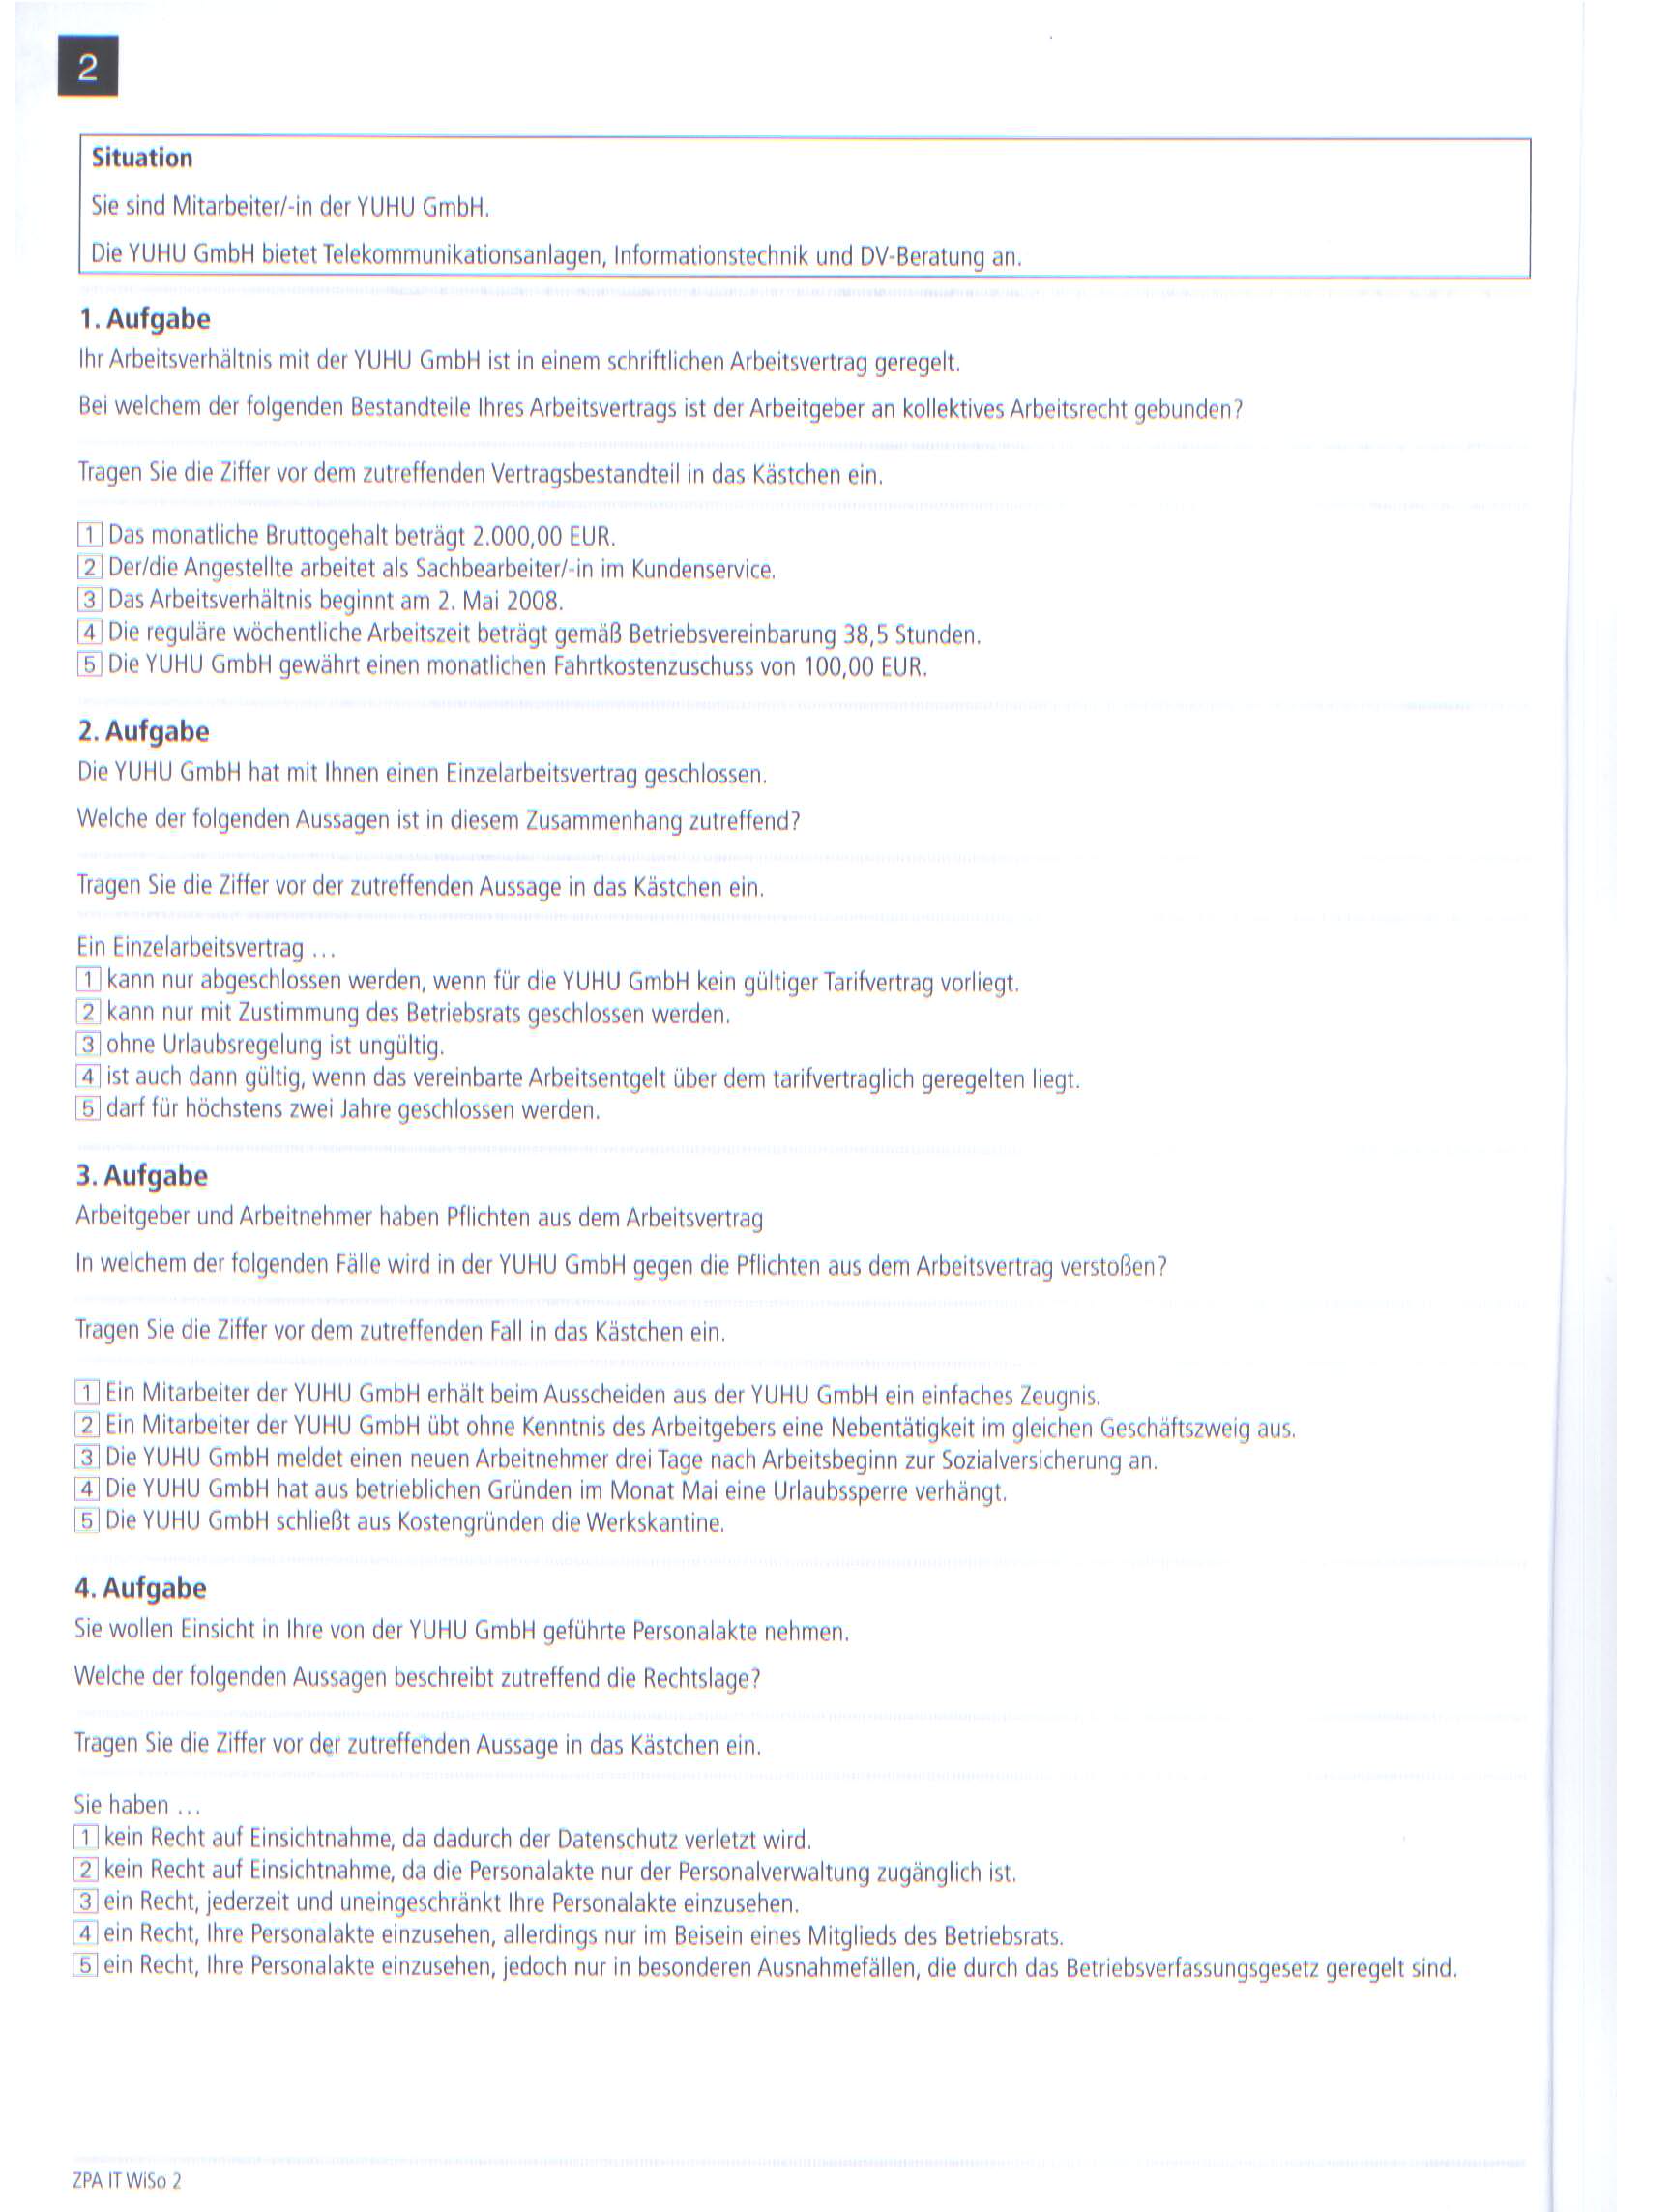 2
Situation
Sie sind Mitarbeiter/-in der YUHU GmbH.
Die YUHU GmbH bietet Telekommunikationsanlagen, Informationstechnik und DV-Beratung an.
1. Aufgabe
Ihr Arbeitsverhältnis mit der YUHU GmbH ist in einem schriftlichen Arbeitsvertrag geregelt.
Bei welchem der folgenden Bestandteile Ihres Arbeitsvertrags ist der Arbeitgeber an kollektives Arbeitsrecht gebunden?
Tragen Sie die Ziffer vor dem zutreffenden Vertragsbestandteil in das Kästchen ein.
1 Das monatliche Bruttogehalt beträgt 2.000,00 EUR.
2 Der/die Angestellte arbeitet als Sachbearbeiter/-in im Kundenservice.
3 Das Arbeitsverhältnis beginnt am 2. Mai 2008.
4 Die reguläre wöchentliche Arbeitszeit beträgt gemäß Betriebsvereinbarung 38,5 Stunden.
5 Die YUHU GmbH gewährt einen monatlichen Fahrtkostenzuschuss von 100,00 EUR.
2. Aufgabe
Die YUHU GmbH hat mit Ihnen einen Einzelarbeitsvertrag geschlossen.
Welche der folgenden Aussagen ist in diesem Zusammenhang zutreffend?
Tragen Sie die Ziffer vor der zutreffenden Aussage in das Kästchen ein.
Ein Einzelarbeitsvertrag ...
1 kann nur abgeschlossen werden, wenn für die YUHU GmbH kein gültiger Tarifvertrag vorliegt.
2 kann nur mit Zustimmung des Betriebsrats geschlossen werden.
3 ohne Urlaubsregelung ist ungültig.
4 ist auch dann gültig, wenn das vereinbarte Arbeitsentgelt über dem tarifvertraglich geregelten liegt.
5 darf für höchstens zwei Jahre geschlossen werden.
3. Aufgabe
Arbeitgeber und Arbeitnehmer haben Pflichten aus dem Arbeitsvertrag
In welchem der folgenden Fälle wird in der YUHU GmbH gegen die Pflichten aus dem Arbeitsvertrag verstoßen?
Tragen Sie die Ziffer vor dem zutreffenden Fall in das Kästchen ein.
1 Ein Mitarbeiter der YUHU GmbH erhält beim Ausscheiden aus der YUHU GmbH ein einfaches Zeugnis.
2 Ein Mitarbeiter der YUHU GmbH übt ohne Kenntnis des Arbeitgebers eine Nebentätigkeit im gleichen Geschäftszweig aus.
3 Die YUHU GmbH meldet einen neuen Arbeitnehmer drei Tage nach Arbeitsbeginn zur Sozialversicherung an.
4 Die YUHU GmbH hat aus betrieblichen Gründen im Monat Mai eine Urlaubssperre verhängt.
5 Die YUHU GmbH schließt aus Kostengründen die Werkskantine.
4. Aufgabe
Sie wollen Einsicht in Ihre von der YUHU GmbH geführte Personalakte nehmen.
Welche der folgenden Aussagen beschreibt zutreffend die Rechtslage?
Tragen Sie die Ziffer vor der zutreffenden Aussage in das Kästchen ein.
Sie haben ...
1 kein Recht auf Einsichtnahme, da dadurch der Datenschutz verletzt wird.
2 kein Recht auf Einsichtnahme, da die Personalakte nur der Personalverwaltung zugänglich ist.
3 ein Recht, jederzeit und uneingeschränkt Ihre Personalakte einzusehen.
4 ein Recht, Ihre Personalakte einzusehen, allerdings nur im Beisein eines Mitglieds des Betriebsrats.
5 ein Recht, Ihre Personalakte einzusehen, jedoch nur in besonderen Ausnahmefällen, die durch das Betriebsverfassungsgesetz geregelt sind.
ZPA IT WiSo 2